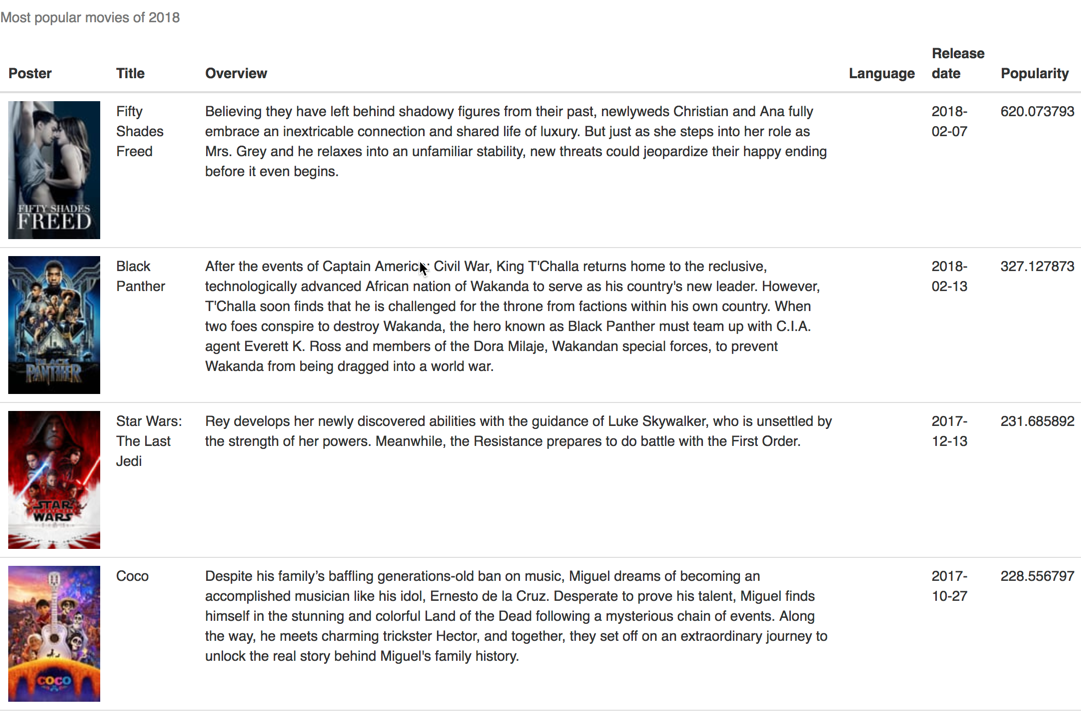 Most popular movies of 2018
Poster Title Overview Language Release date Popularity
FIFTY SHADES
FREED
Fifty
Shades
Freed
Believing they have left behind shadowy figures from their past, newlyweds Christian and Ana fully
embrace an inextricable connection and shared life of luxury. But just as she steps into her role as
Mrs. Grey and he relaxes into an unfamiliar stability, new threats could jeopardize their happy ending
before it even begins.
2018-
02-07
620.073793
BLACK
PANTHER
Black
Panther
After the events of Captain America: Civil War, King T'Challa returns home to the reclusive,
technologically advanced African nation of Wakanda to serve as his country's new leader. However,
T'Challa soon finds that he is challenged for the throne from factions within his own country. When
two foes conspire to destroy Wakanda, the hero known as Black Panther must team up with C.I.A.
agent Everett K. Ross and members of the Dora Milaje, Wakandan special forces, to prevent
Wakanda from being dragged into a world war.
2018-
02-13
327.127873
STAR
WARS
Star Wars:
The Last
Jedi
Rey develops her newly discovered abilities with the guidance of Luke Skywalker, who is unsettled by
the strength of her powers. Meanwhile, the Resistance prepares to do battle with the First Order.
2017-
12-13
231.685892
COCO
Coco
Despite his family’s baffling generations-old ban on music, Miguel dreams of becoming an
accomplished musician like his idol, Ernesto de la Cruz. Desperate to prove his talent, Miguel finds
himself in the stunning and colorful Land of the Dead following a mysterious chain of events. Along
the way, he meets charming trickster Hector, and together, they set off on an extraordinary journey to
unlock the real story behind Miguel's family history.
2017-
10-27
228.556797